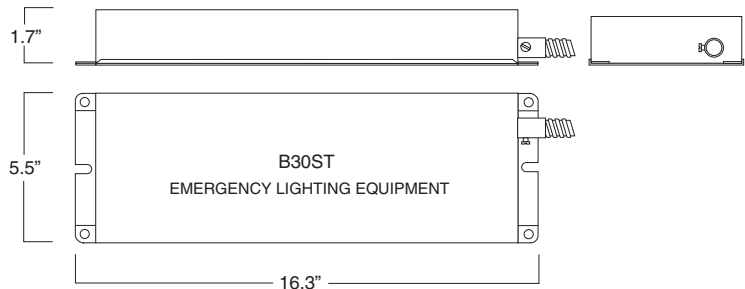 1.7”
5.5”
B30ST
EMERGENCY LIGHTING EQUIPMENT
16.3”